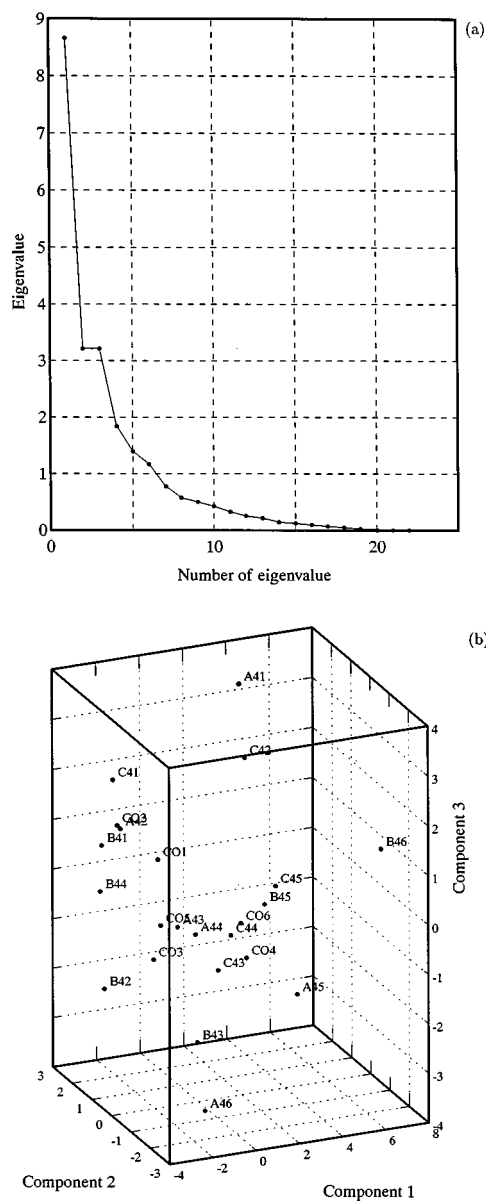 (a)
9
8
7
6
5
4
3
2
1
0
Eigenvalue
0 10 20
Number of eigenvalue
(b)
A41
C42
C41
CO3
A42
B41
CO1
B46
B44
C45
B45
CO5
A43
A44
CO6
C44
CO3
CO4
C43
B42
A45
B43
A46
4
3
2
1
0
-1
-2
-3
-4
Component 3
3
2
1
0
-1
-2
-3
Component 2
-4
-2
0
2
4
6
8
Component 1